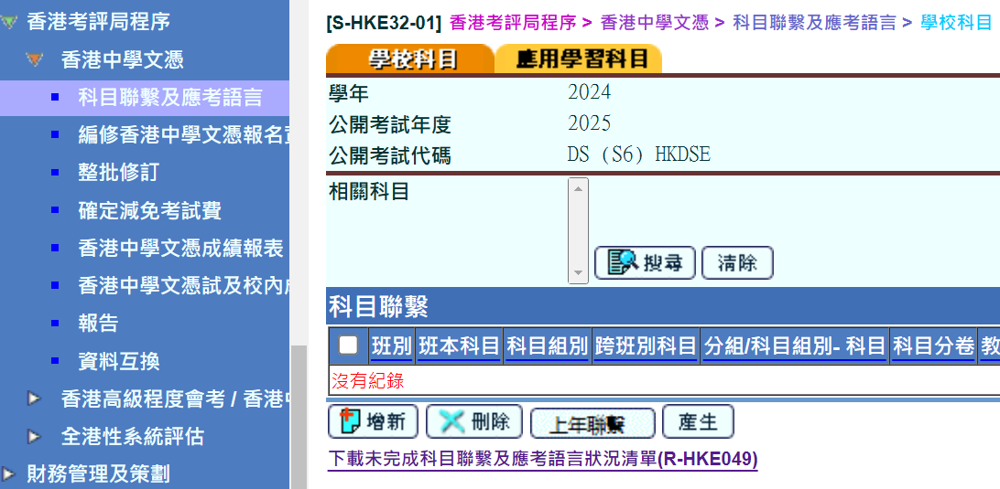 香港考評局程序
香港中學文憑
科目聯繫及應考語言
編修香港中學文憑報名
整批修訂
確定減免考試費
香港中學文憑成績報表
香港中學文憑試及校內
報告
資料互換
香港高級程度會考 / 香港
全港性系統評估
財務管理及策劃
[S-HKE32-01] 香港考評局程序 > 香港中學文憑 > 科目聯繫及應考語言 > 學校科目
學校科目 應用學習科目
學年 2024
公開考試年度 2025
公開考試代碼 DS (S6) HKDSE
相關科目
搜尋 清除
科目聯繫
班別 班本科目 科目組別 跨班別科目 分組/科目組別- 科目 科目分卷 教
沒有紀錄
增新 刪除 上年聯繫 產生
下載未完成科目聯繫及應考語言狀況清單(R-HKE049)